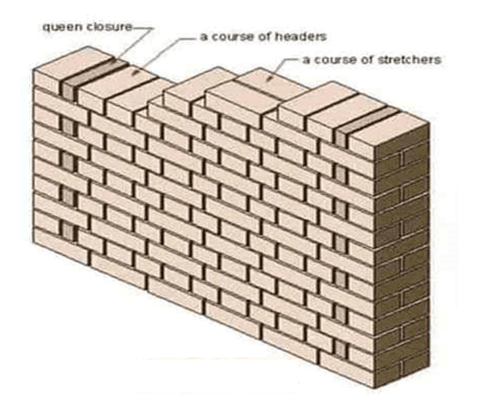 queen closure
a course of headers
a course of stretchers